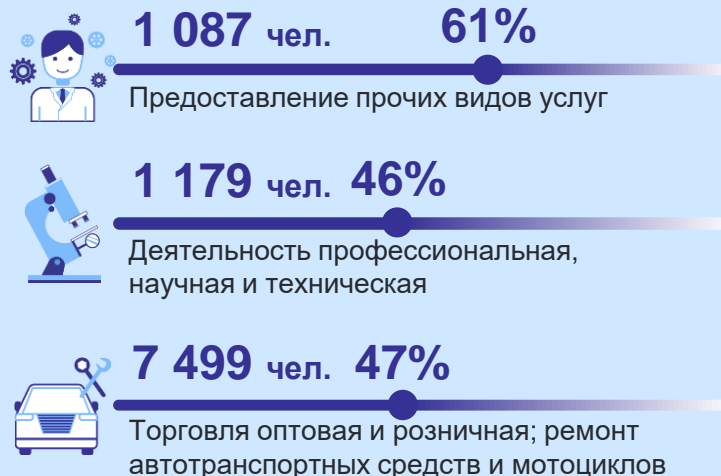 1 087 чел. 61%
Предоставление прочих видов услуг
1 179 чел. 46%
Деятельность профессиональная,
научная и техническая
7 499 чел. 47%
Торговля оптовая и розничная; ремонт
автотранспортных средств и мотоциклов